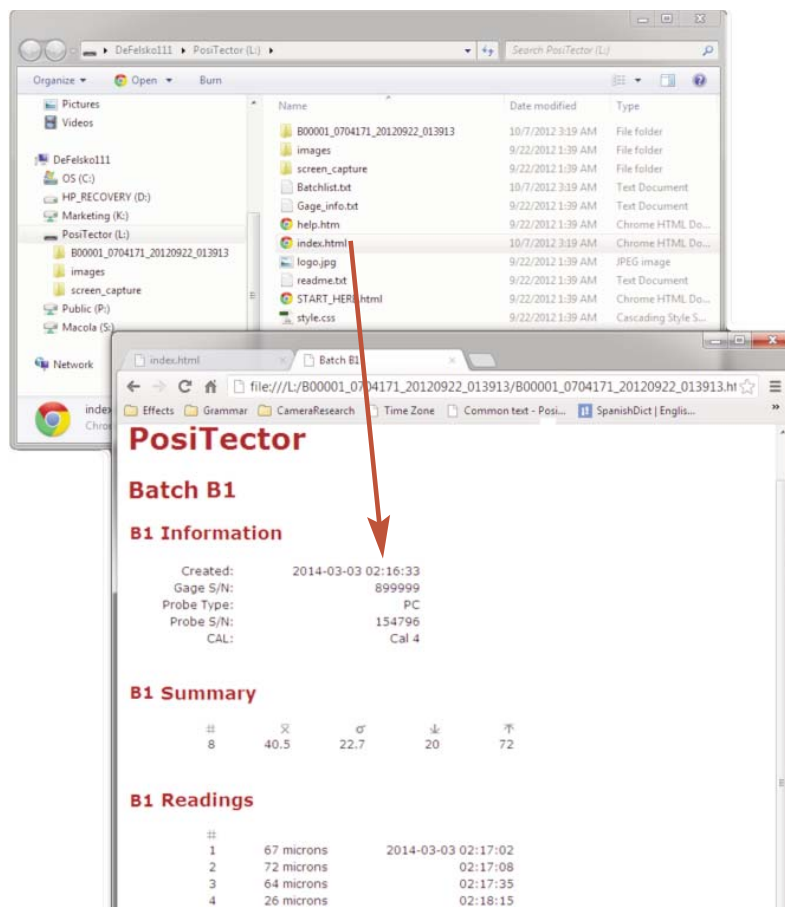 DeFelsko111 PosiTector (L:)
Search PosiTector (L:)
Organize Open Burn
Pictures
Videos
DeFelsko111
OS (C:)
HP_RECOVERY (D:)
Marketing (K:)
PosiTector (L:)
B00001_0704171_20120922_013913
images
screen_capture
Public (P:)
Macola (S:)
Network
Name Date modified Type
B00001_0704171_20120922_013913 10/7/2012 3:19 AM File folder
images 9/22/2012 1:39 AM File folder
screen_capture 9/22/2012 1:39 AM File folder
Batchlist.txt 10/7/2012 3:19 AM Text Document
Gage_info.txt 9/22/2012 1:39 AM Text Document
help.htm 9/22/2012 1:39 AM Chrome HTML Do...
index.html 10/7/2012 3:19 AM Chrome HTML Do...
logo.jpg 9/22/2012 1:39 AM JPEG image
readme.txt 9/22/2012 1:39 AM Text Document
START_HERE.html 9/22/2012 1:39 AM Chrome HTML Do...
style.css 9/22/2012 1:39 AM Cascading Style S...
index.html Batch B1
file:///L:/B00001_0704171_20120922_013913/B00001_0704171_20120922_013913.ht
Effects Grammar CameraResearch Time Zone Common text - Posi... SpanishDict | Englis... »
PosiTector
Batch B1
B1 Information
Created: 2014-03-03 02:16:33
Gage S/N: 899999
Probe Type: PC
Probe S/N: 154796
CAL: Cal 4
B1 Summary
# x̅ σ ↓ ↑
8 40.5 22.7 20 72
B1 Readings
#
1 67 microns 2014-03-03 02:17:02
2 72 microns 02:17:08
3 64 microns 02:17:35
4 26 microns 02:18:15